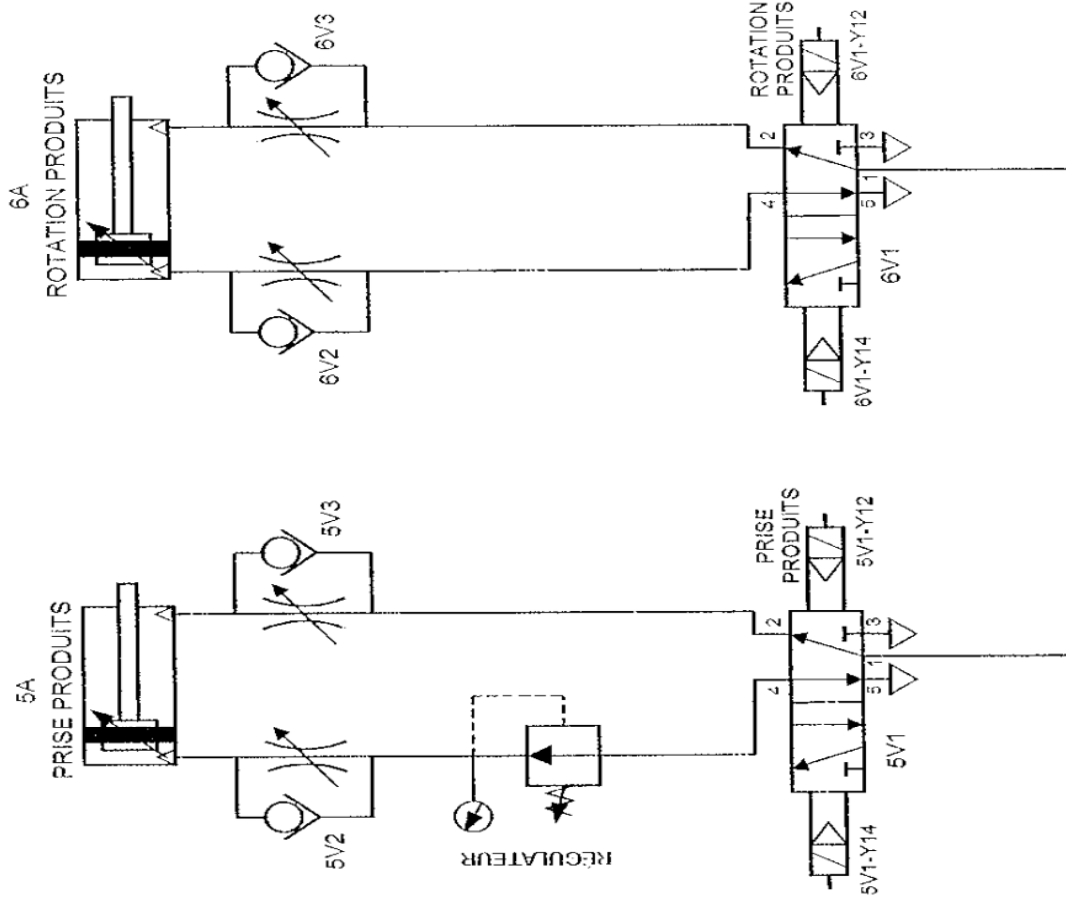 6A
ROTATION PRODUITS
6V2
6V3
4
2
5
1
3
6V1
6V1-Y14
ROTATION
PRODUITS
6V1-Y12
5A
PRISE PRODUITS
5V2
5V3
RÉGULATEUR
4
2
5
1
3
5V1
5V1-Y14
PRISE
PRODUITS
5V1-Y12